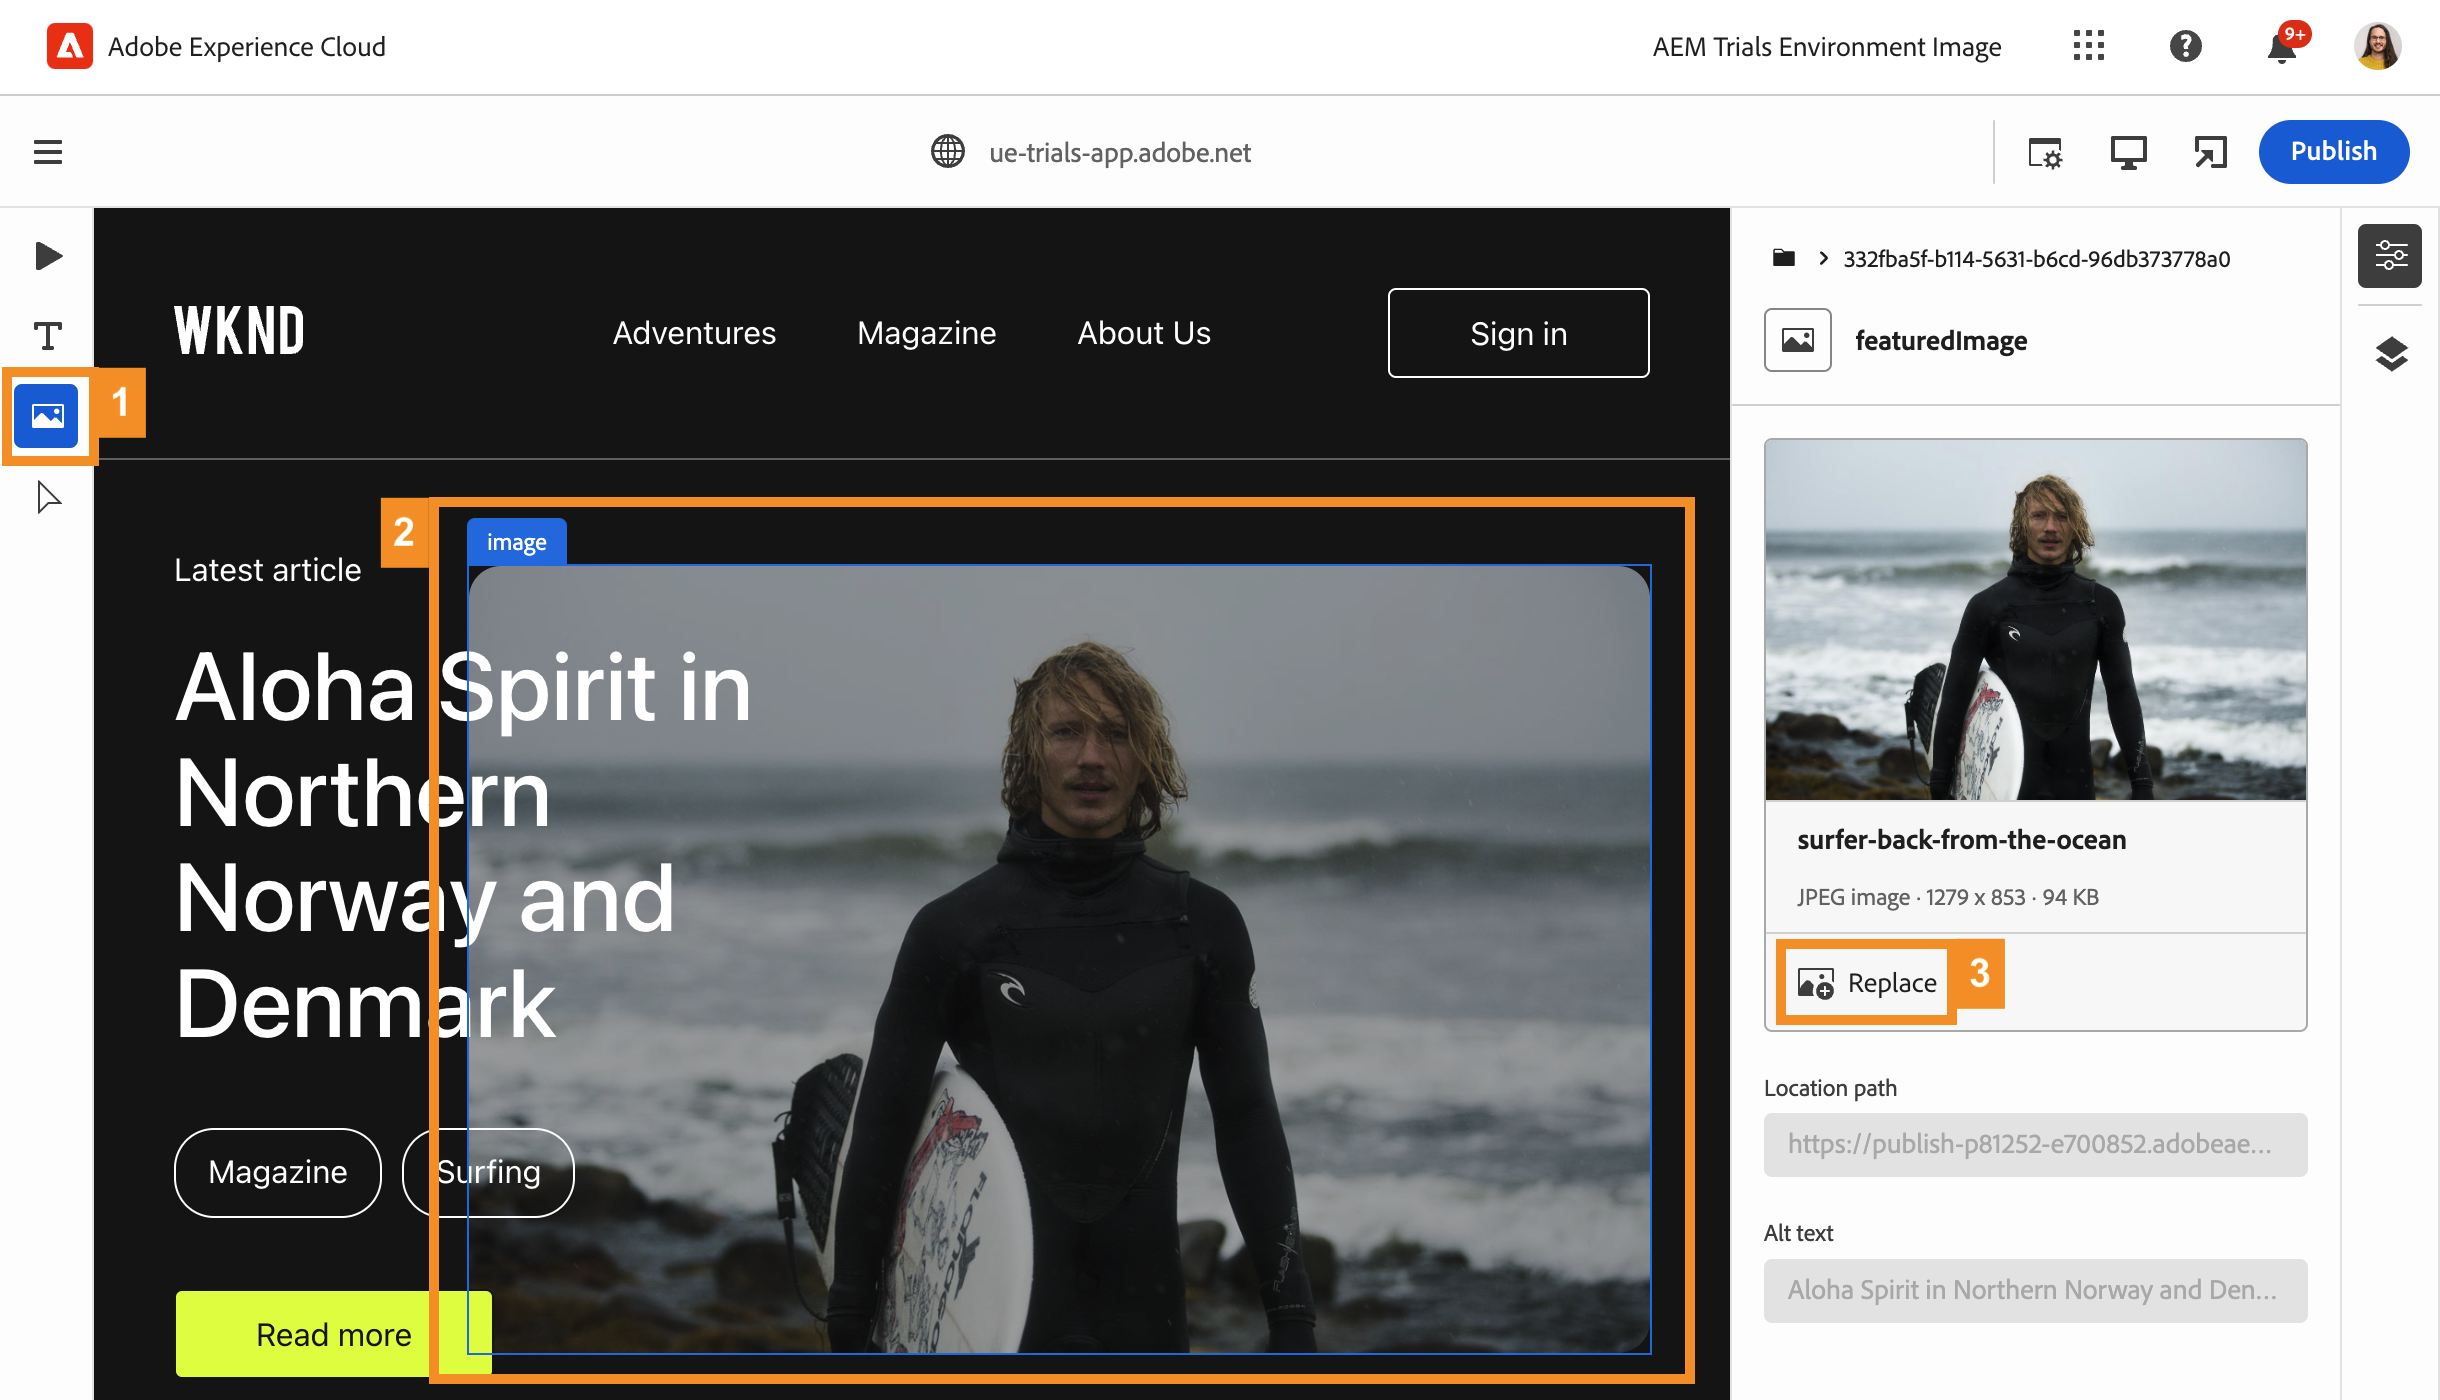 Adobe Experience Cloud
AEM Trials Environment Image
9+
ue-trials-app.adobe.net
Publish
WKND
Adventures
Magazine
About Us
Sign in
1
2
image
Latest article
Aloha Spirit in
Northern
Norway and
Denmark
Magazine
Surfing
Read more
332fba5f-b114-5631-b6cd-96db373778a0
featuredImage
surfer-back-from-the-ocean
JPEG image · 1279 x 853 · 94 KB
Replace
3
Location path
https://publish-p81252-e700852.adobeae...
Alt text
Aloha Spirit in Northern Norway and Den...